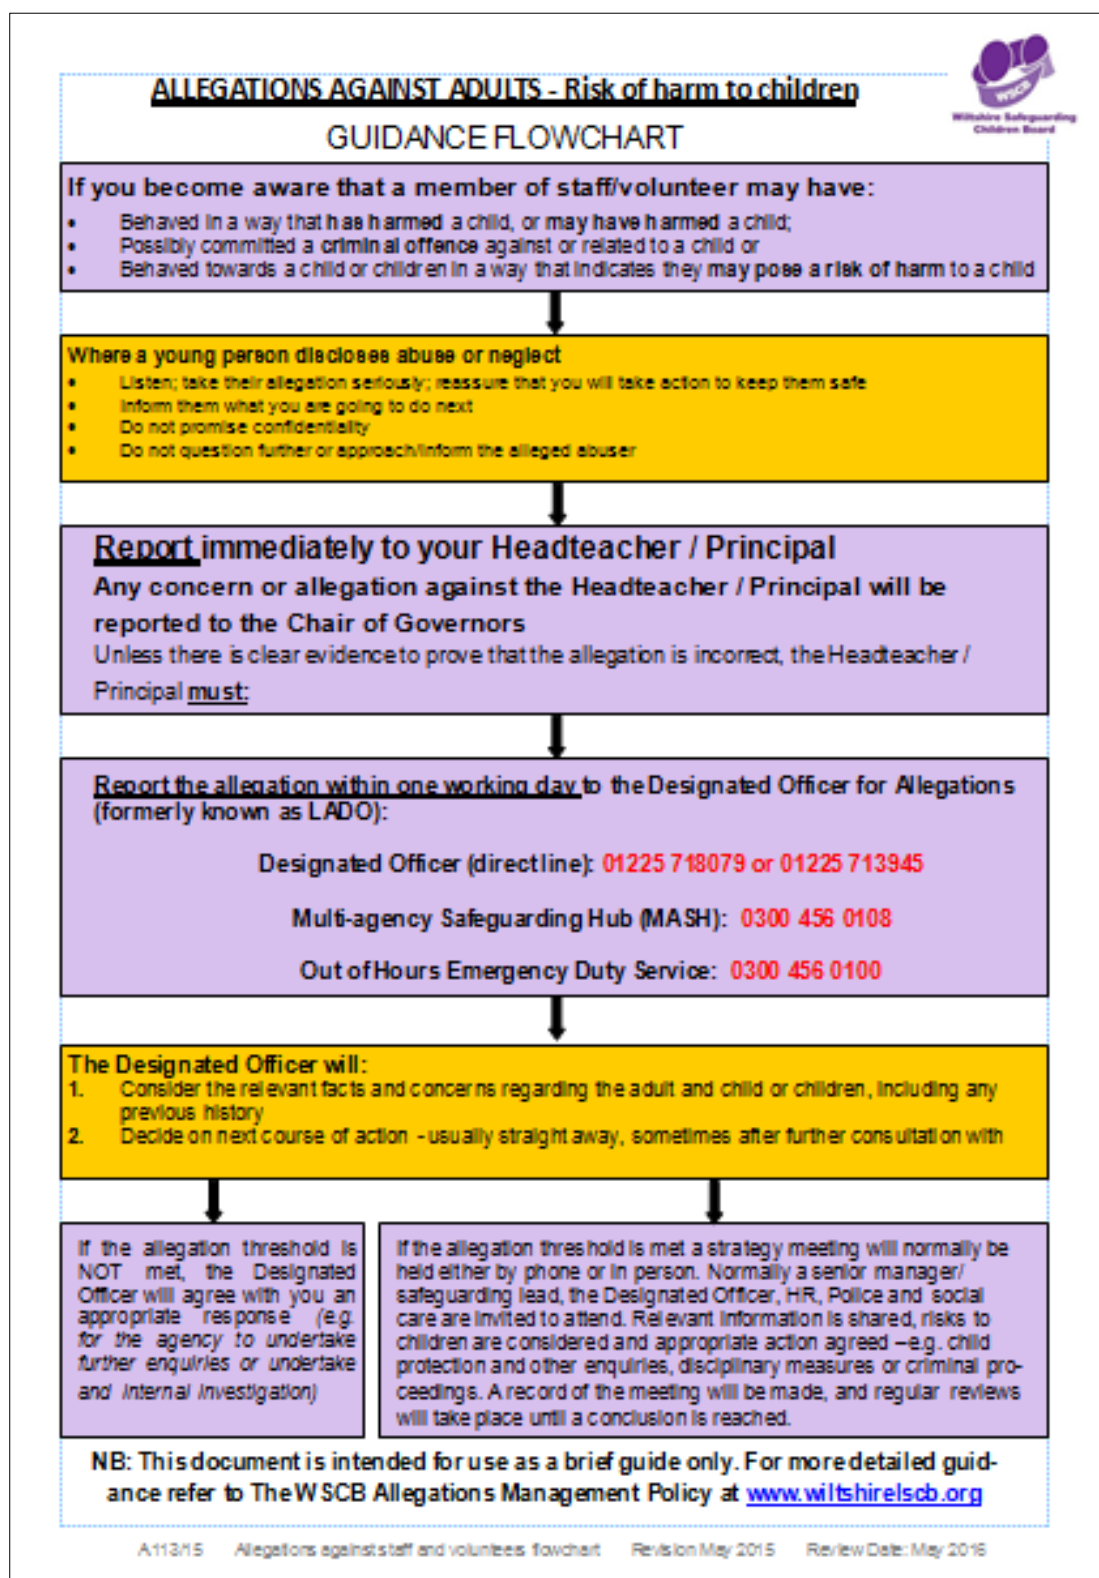 WSCB
Wiltshire Safeguarding
Children Board
ALLEGATIONS AGAINST ADULTS - Risk of harm to children
GUIDANCE FLOWCHART
If you become aware that a member of staff/volunteer may have:
• Behaved in a way that has harmed a child, or may have harmed a child;
• Possibly committed a criminal offence against or related to a child or
• Behaved towards a child or children in a way that indicates they may pose a risk of harm to a child
Where a young person discloses abuse or neglect
• Listen; take their allegation seriously; reassure that you will take action to keep them safe
• Inform them what you are going to do next
• Do not promise confidentiality
• Do not question further or approach/inform the alleged abuser
Report immediately to your Headteacher / Principal
Any concern or allegation against the Headteacher / Principal will be
reported to the Chair of Governors
Unless there is clear evidence to prove that the allegation is incorrect, the Headteacher /
Principal must:
Report the allegation within one working day to the Designated Officer for Allegations
(formerly known as LADO):
Designated Officer (direct line): 01225 718079 or 01225 713945
Multi-agency Safeguarding Hub (MASH): 0300 456 0108
Out of Hours Emergency Duty Service: 0300 456 0100
The Designated Officer will:
1. Consider the relevant facts and concerns regarding the adult and child or children, including any
previous history
2. Decide on next course of action - usually straight away, sometimes after further consultation with
If the allegation threshold is
NOT met, the Designated
Officer will agree with you an
appropriate response (e.g.
for the agency to undertake
further enquiries or undertake
and internal investigation)
If the allegation threshold is met a strategy meeting will normally be
held either by phone or in person. Normally a senior manager/
safeguarding lead, the Designated Officer, HR, Police and social
care are invited to attend. Relevant information is shared, risks to
children are considered and appropriate action agreed –e.g. child
protection and other enquiries, disciplinary measures or criminal pro-
ceedings. A record of the meeting will be made, and regular reviews
will take place until a conclusion is reached.
NB: This document is intended for use as a brief guide only. For more detailed guid-
ance refer to The WSCB Allegations Management Policy at www.wiltshirelscb.org
A113/15 Allegations against staff and volunteers flowchart Revision May 2015 Review Date: May 2016